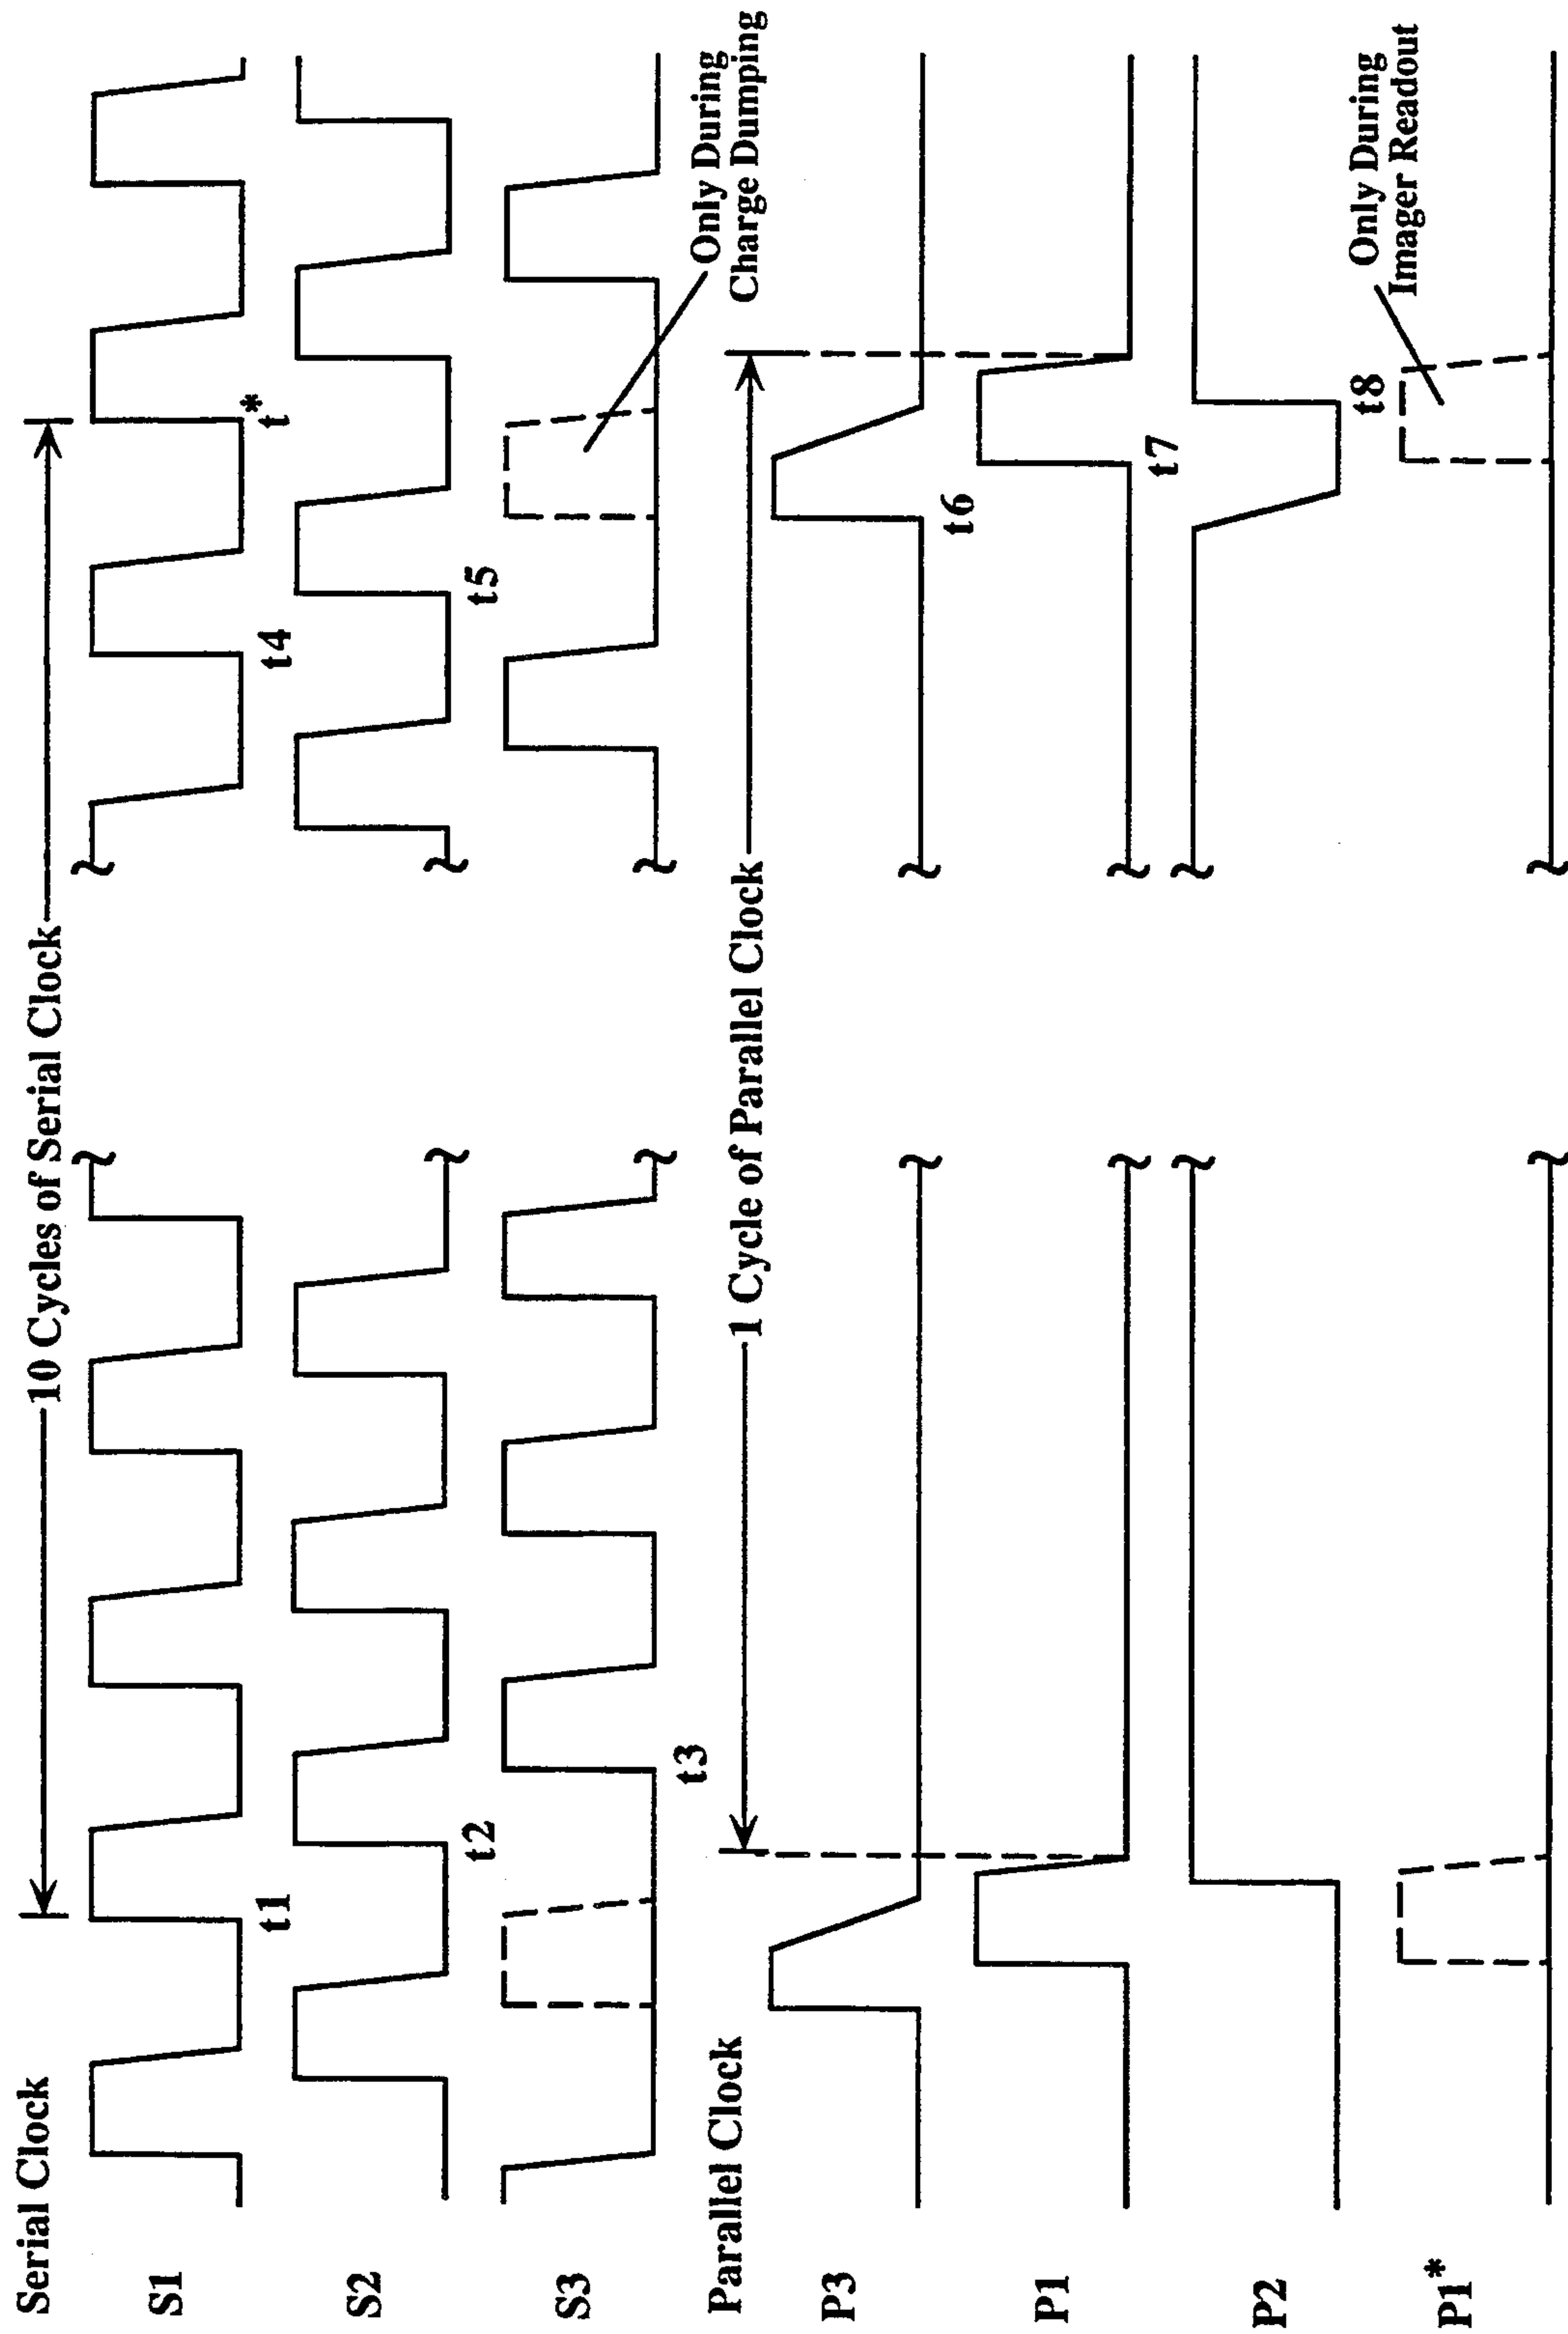 Serial Clock
10 Cycles of Serial Clock
S1
t1
t4
t*
S2
t2
t5
S3
t3
Only During
Charge Dumping
Parallel Clock
1 Cycle of Parallel Clock
P3
t6
P1
t7
P2
t8
P1*
Only During
Imager Readout